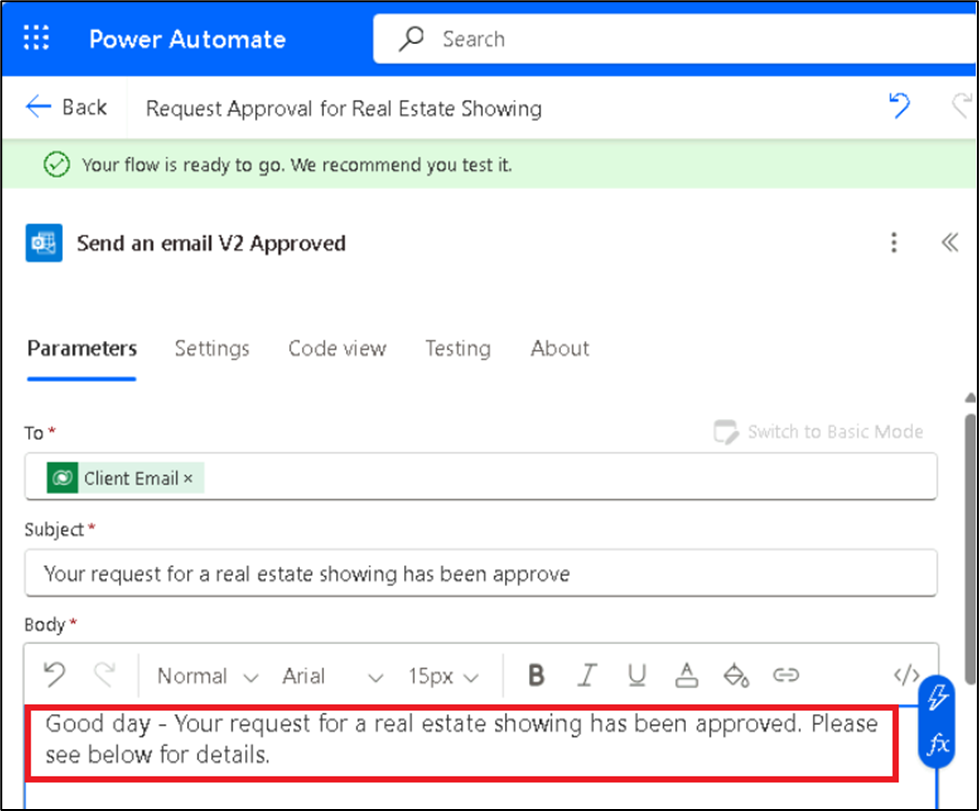 Power Automate Search
Back Request Approval for Real Estate Showing
Your flow is ready to go. We recommend you test it.
Send an email V2 Approved
Parameters Settings Code view Testing About
To * Switch to Basic Mode
Client Email ×
Subject *
Your request for a real estate showing has been approve
Body *
Normal Arial 15px B I U A </>
Good day - Your request for a real estate showing has been approved. Please
see below for details.
fx